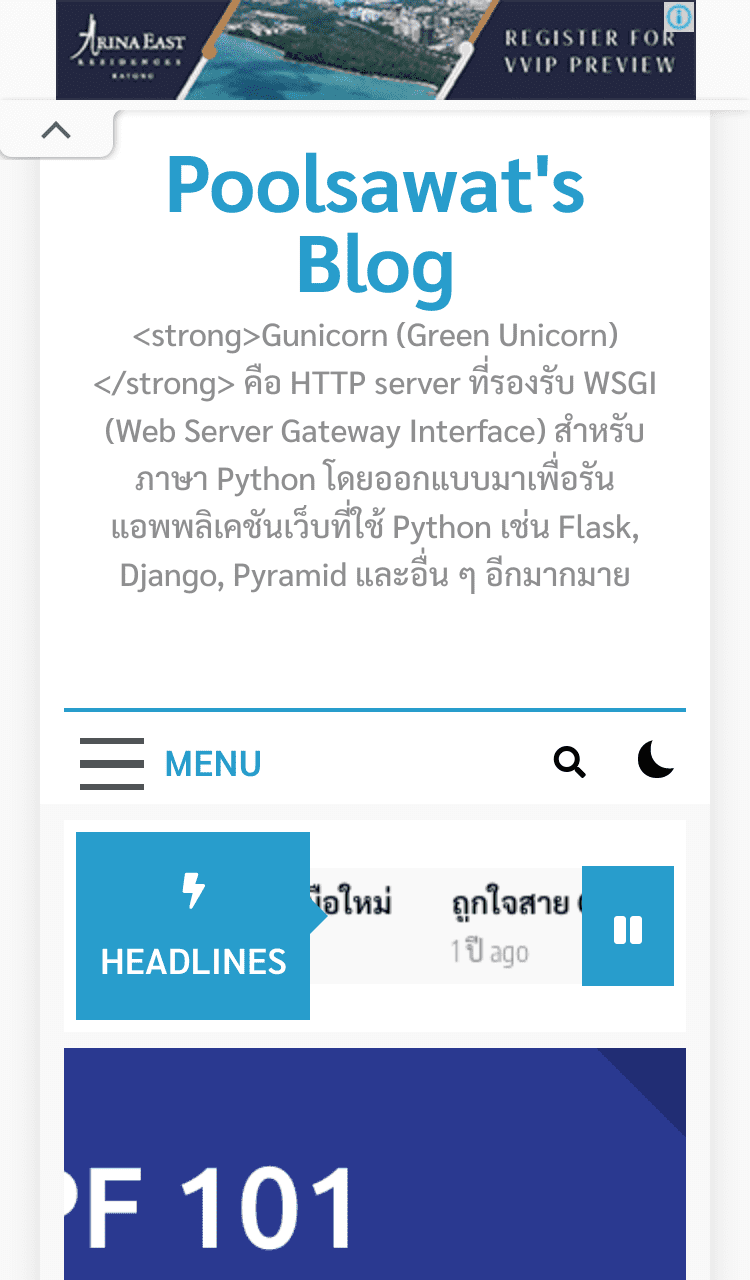 ARINA EAST
RESIDENCES
KATONG
REGISTER FOR
VVIP PREVIEW
Poolsawat's
Blog
<strong>Gunicorn (Green Unicorn)
</strong> คือ HTTP server ที่รองรับ WSGI
(Web Server Gateway Interface) สำหรับ
ภาษา Python โดยออกแบบมาเพื่อรัน
แอพพลิเคชันเว็บที่ใช้ Python เช่น Flask,
Django, Pyramid และอื่น ๆ อีกมากมาย
MENU
HEADLINES
มือใหม่
ถูกใจสาย
1 ปี ago
PF 101